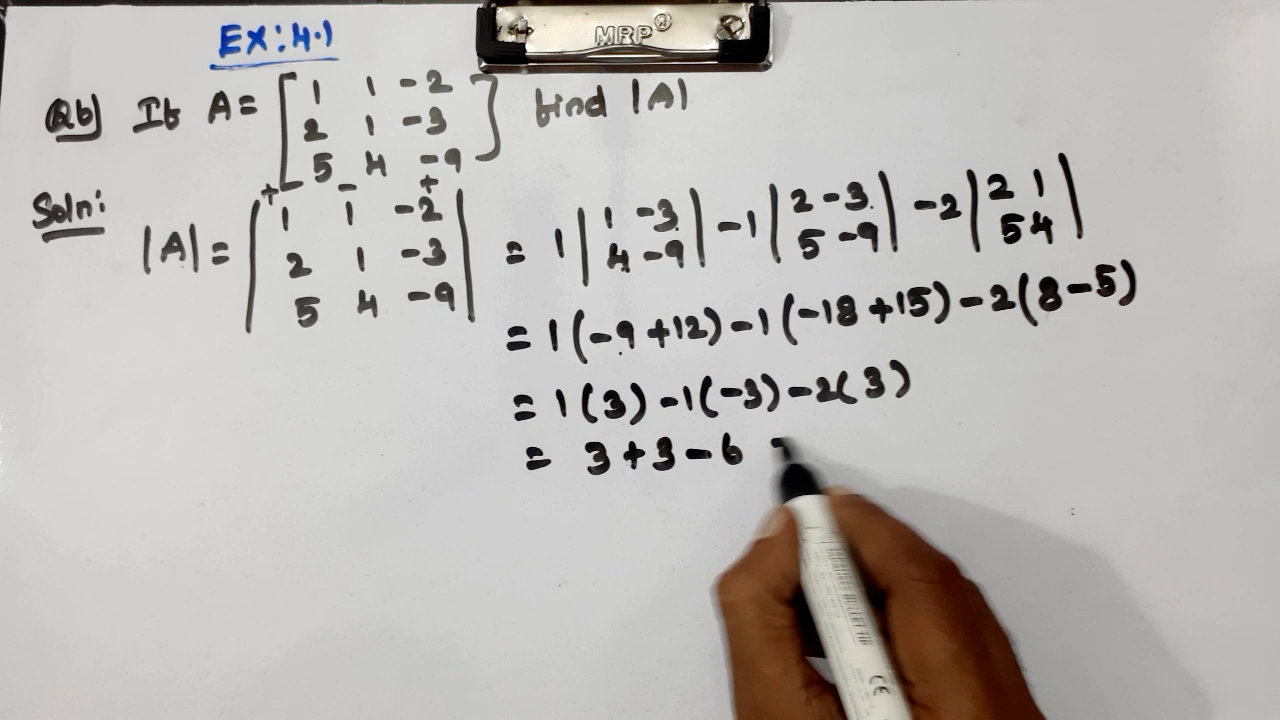 Ex: 4.1
MRP®
Q6) If A = [ 1 1 -2 find |A|
2 1 -3
5 4 -9 ]
+ - +
Soln: |A| = | 1 1 -2 | = 1 | 1 -3 | -1 | 2 -3 | -2 | 2 1 |
2 1 -3 4 -9 5 -9 5 4
5 4 -9
= 1(-9+12) -1(-18+15) -2(8-5)
= 1(3) -1(-3) -2(3)
= 3+3-6
CE